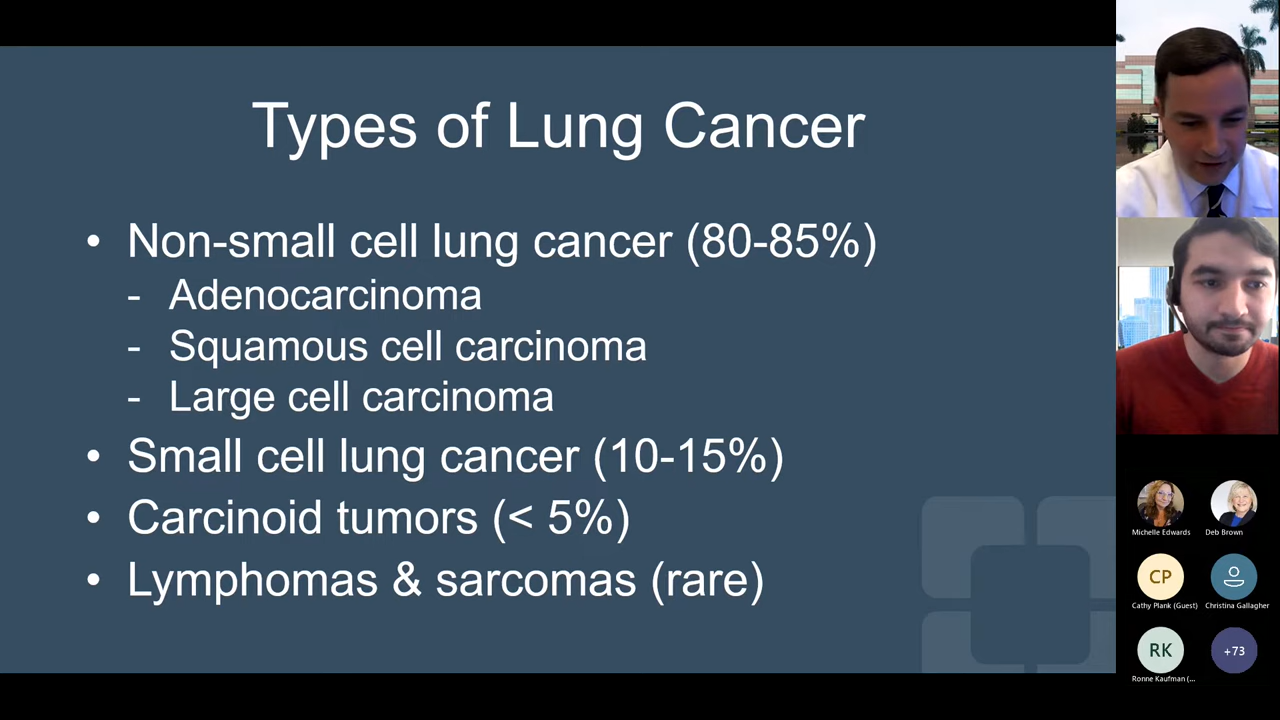 Types of Lung Cancer
• Non-small cell lung cancer (80-85%)
- Adenocarcinoma
- Squamous cell carcinoma
- Large cell carcinoma
• Small cell lung cancer (10-15%)
• Carcinoid tumors (< 5%)
• Lymphomas & sarcomas (rare)
Michelle Edwards
Deb Brown
CP
Cathy Plank (Guest)
Christina Gallagher
RK
Ronne Kaufman (...
+73